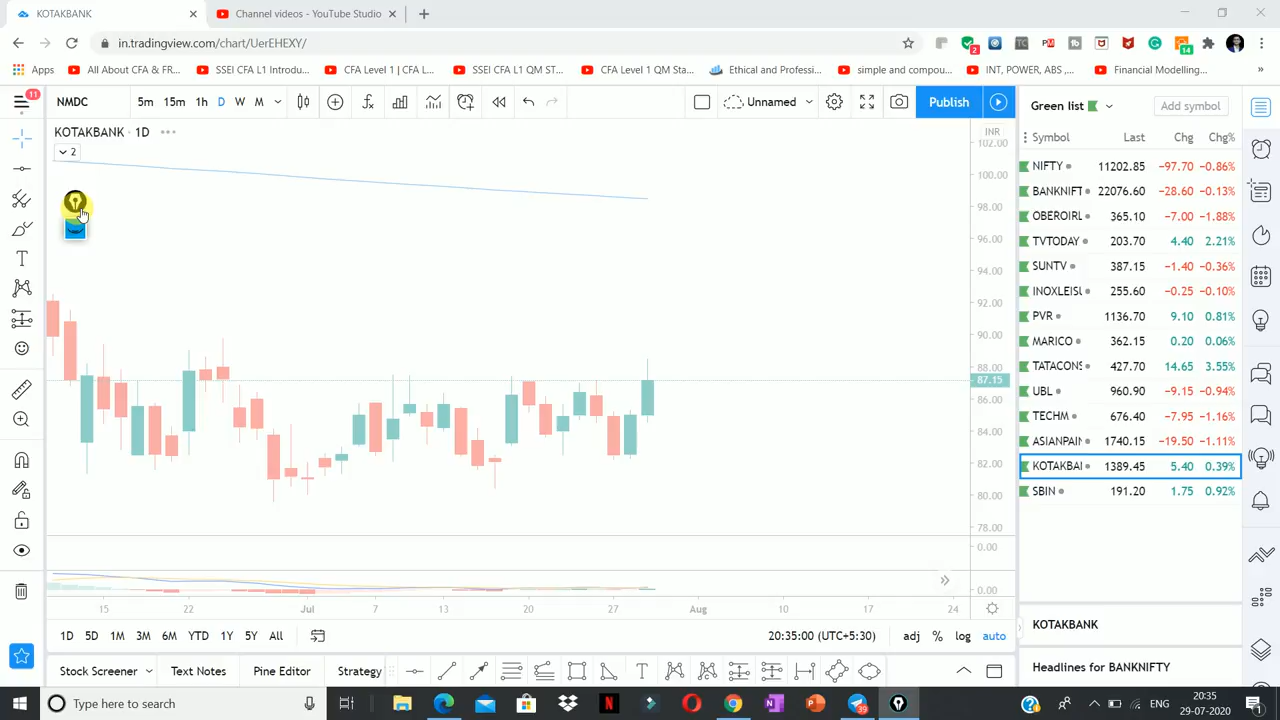 KOTAKBANK
Channel videos - YouTube Studio
in.tradingview.com/chart/UerEHEXY/
2
14
Apps
All About CFA & FR...
SSEI CFA L1 Introdu...
CFA Level 1 | CFA L...
SSEI CFA L1 QM ST...
CFA Level 1 QM Sta...
Ethical and Professi...
simple and compou...
INT, POWER, ABS ,...
Financial Modelling...
»
11
NMDC
5m 15m 1h D W M
Unnamed
Publish
Green list
Add symbol
KOTAKBANK · 1D
2
INR
102.00
100.00
98.00
96.00
94.00
92.00
90.00
88.00
87.15
86.00
84.00
82.00
80.00
78.00
0.00
0.00
15 22 Jul 7 13 20 27 Aug 10 17 24
Symbol Last Chg Chg%
NIFTY 11202.85 −97.70 −0.86%
BANKNIFT 22076.60 −28.60 −0.13%
OBEROIRL 365.10 −7.00 −1.88%
TVTODAY 203.70 4.40 2.21%
SUNTV 387.15 −1.40 −0.36%
INOXLEISU 255.60 −0.25 −0.10%
PVR 1136.70 9.10 0.81%
MARICO 362.15 0.20 0.06%
TATACONS 427.70 14.65 3.55%
UBL 960.90 −9.15 −0.94%
TECHM 676.40 −7.95 −1.16%
ASIANPAIN 1740.15 −19.50 −1.11%
KOTAKBAI 1389.45 5.40 0.39%
SBIN 191.20 1.75 0.92%
KOTAKBANK
Headlines for BANKNIFTY
1D 5D 1M 3M 6M YTD 1Y 5Y All
20:35:00 (UTC+5:30)
adj % log auto
Stock Screener
Text Notes
Pine Editor
Strategy
Type here to search
39
ENG
20:35
29-07-2020